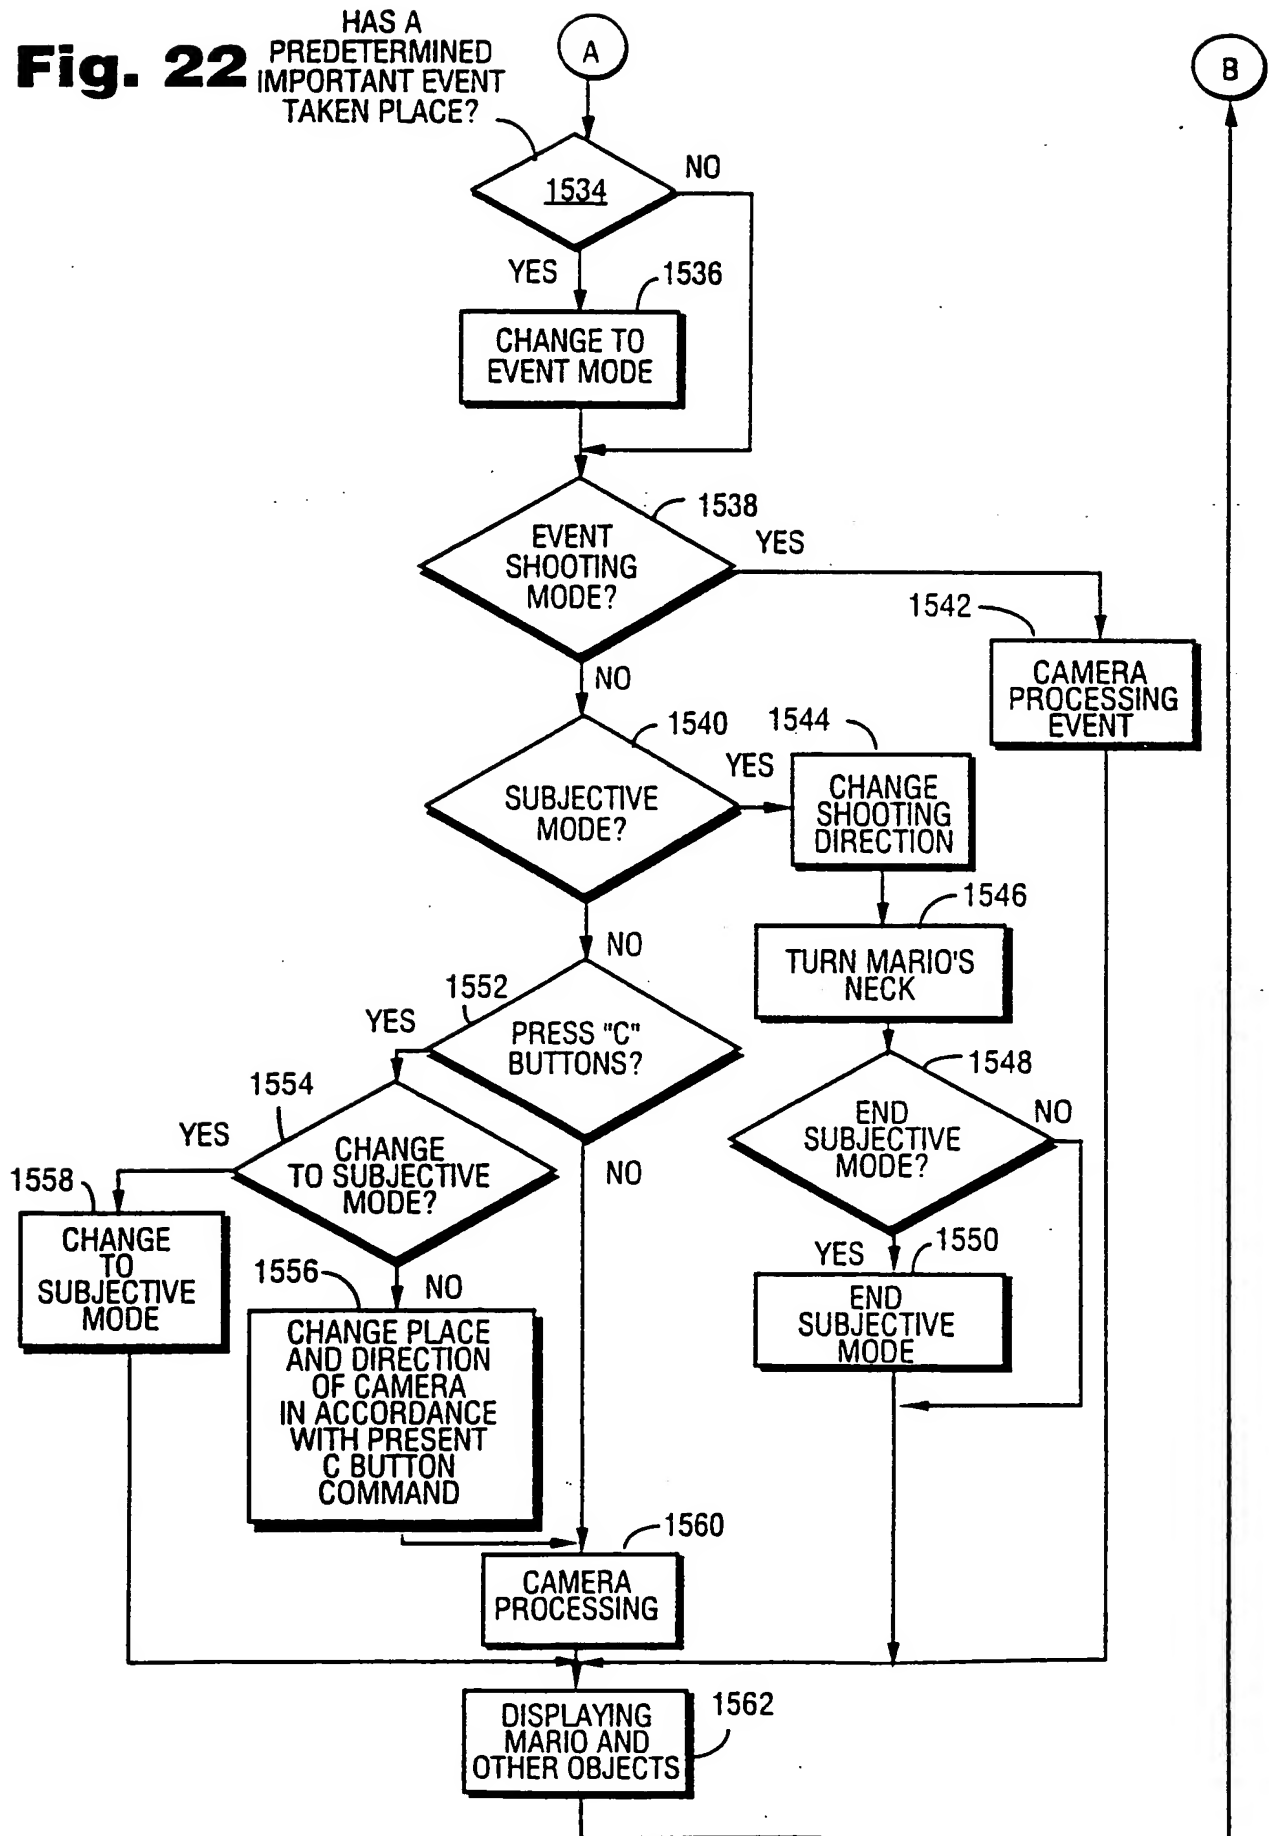 Fig. 22
HAS A
PREDETERMINED
IMPORTANT EVENT
TAKEN PLACE?
A
B
1534
NO
YES
1536
CHANGE TO
EVENT MODE
1538
EVENT
SHOOTING
MODE?
YES
1542
CAMERA
PROCESSING
EVENT
NO
1540
SUBJECTIVE
MODE?
YES
1544
CHANGE
SHOOTING
DIRECTION
1546
TURN MARIO'S
NECK
NO
1552
PRESS "C"
BUTTONS?
YES
1548
END
SUBJECTIVE
MODE?
NO
1554
CHANGE
TO SUBJECTIVE
MODE?
YES
NO
1558
CHANGE
TO
SUBJECTIVE
MODE
YES
1550
END
SUBJECTIVE
MODE
1556
NO
CHANGE PLACE
AND DIRECTION
OF CAMERA
IN ACCORDANCE
WITH PRESENT
C BUTTON
COMMAND
1560
CAMERA
PROCESSING
1562
DISPLAYING
MARIO AND
OTHER OBJECTS